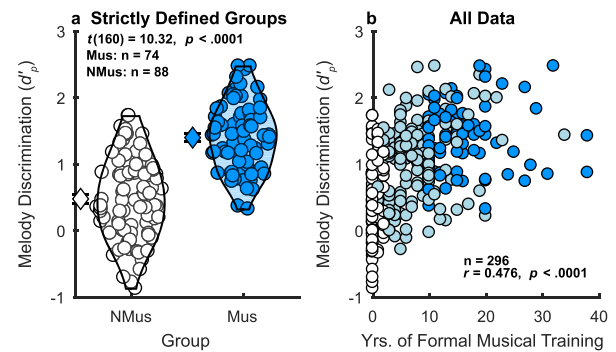 a Strictly Defined Groups
t(160) = 10.32, p < .0001
Mus: n = 74
NMus: n = 88
Melody Discrimination (d'p)
3
2
1
0
-1
NMus Mus
Group
b All Data
Melody Discrimination (d'p)
3
2
1
0
-1
n = 296
r = 0.476, p < .0001
0 10 20 30 40
Yrs. of Formal Musical Training